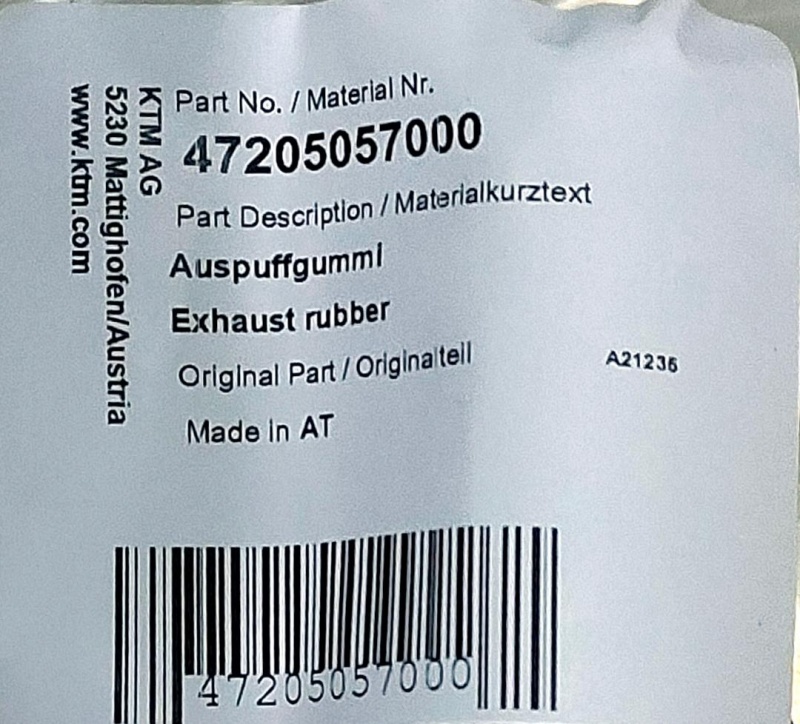 KTM AG
5230 Mattighofen/Austria
www.ktm.com
Part No. / Material Nr.
47205057000
Part Description / Materialkurztext
Auspuffgummi
Exhaust rubber
Original Part / Originalteil
A21236
Made in AT
47205057000